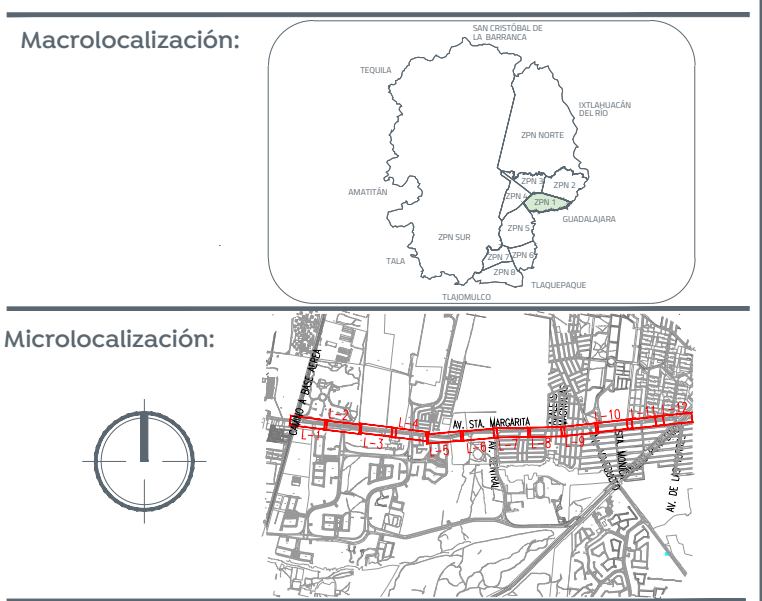 Macrolocalización:
SAN CRISTÓBAL DE
LA BARRANCA
TEQUILA
IXTLAHUACÁN
DEL RÍO
ZPN NORTE
ZPN 3
ZPN 2
AMATITÁN
ZPN 4
ZPN 1
GUADALAJARA
ZPN SUR
ZPN 5
TALA
ZPN 7
ZPN 6
ZPN 8
TLAQUEPAQUE
TLAJOMULCO
Microlocalización:
CAMINO A BASE AEREA
L-2
L-1
L-3
L-4
AV. STA. MARGARITA
L-5
L-6
L-7
L-8
L-9
L-10
L-11
L-12
AV. DE LAS